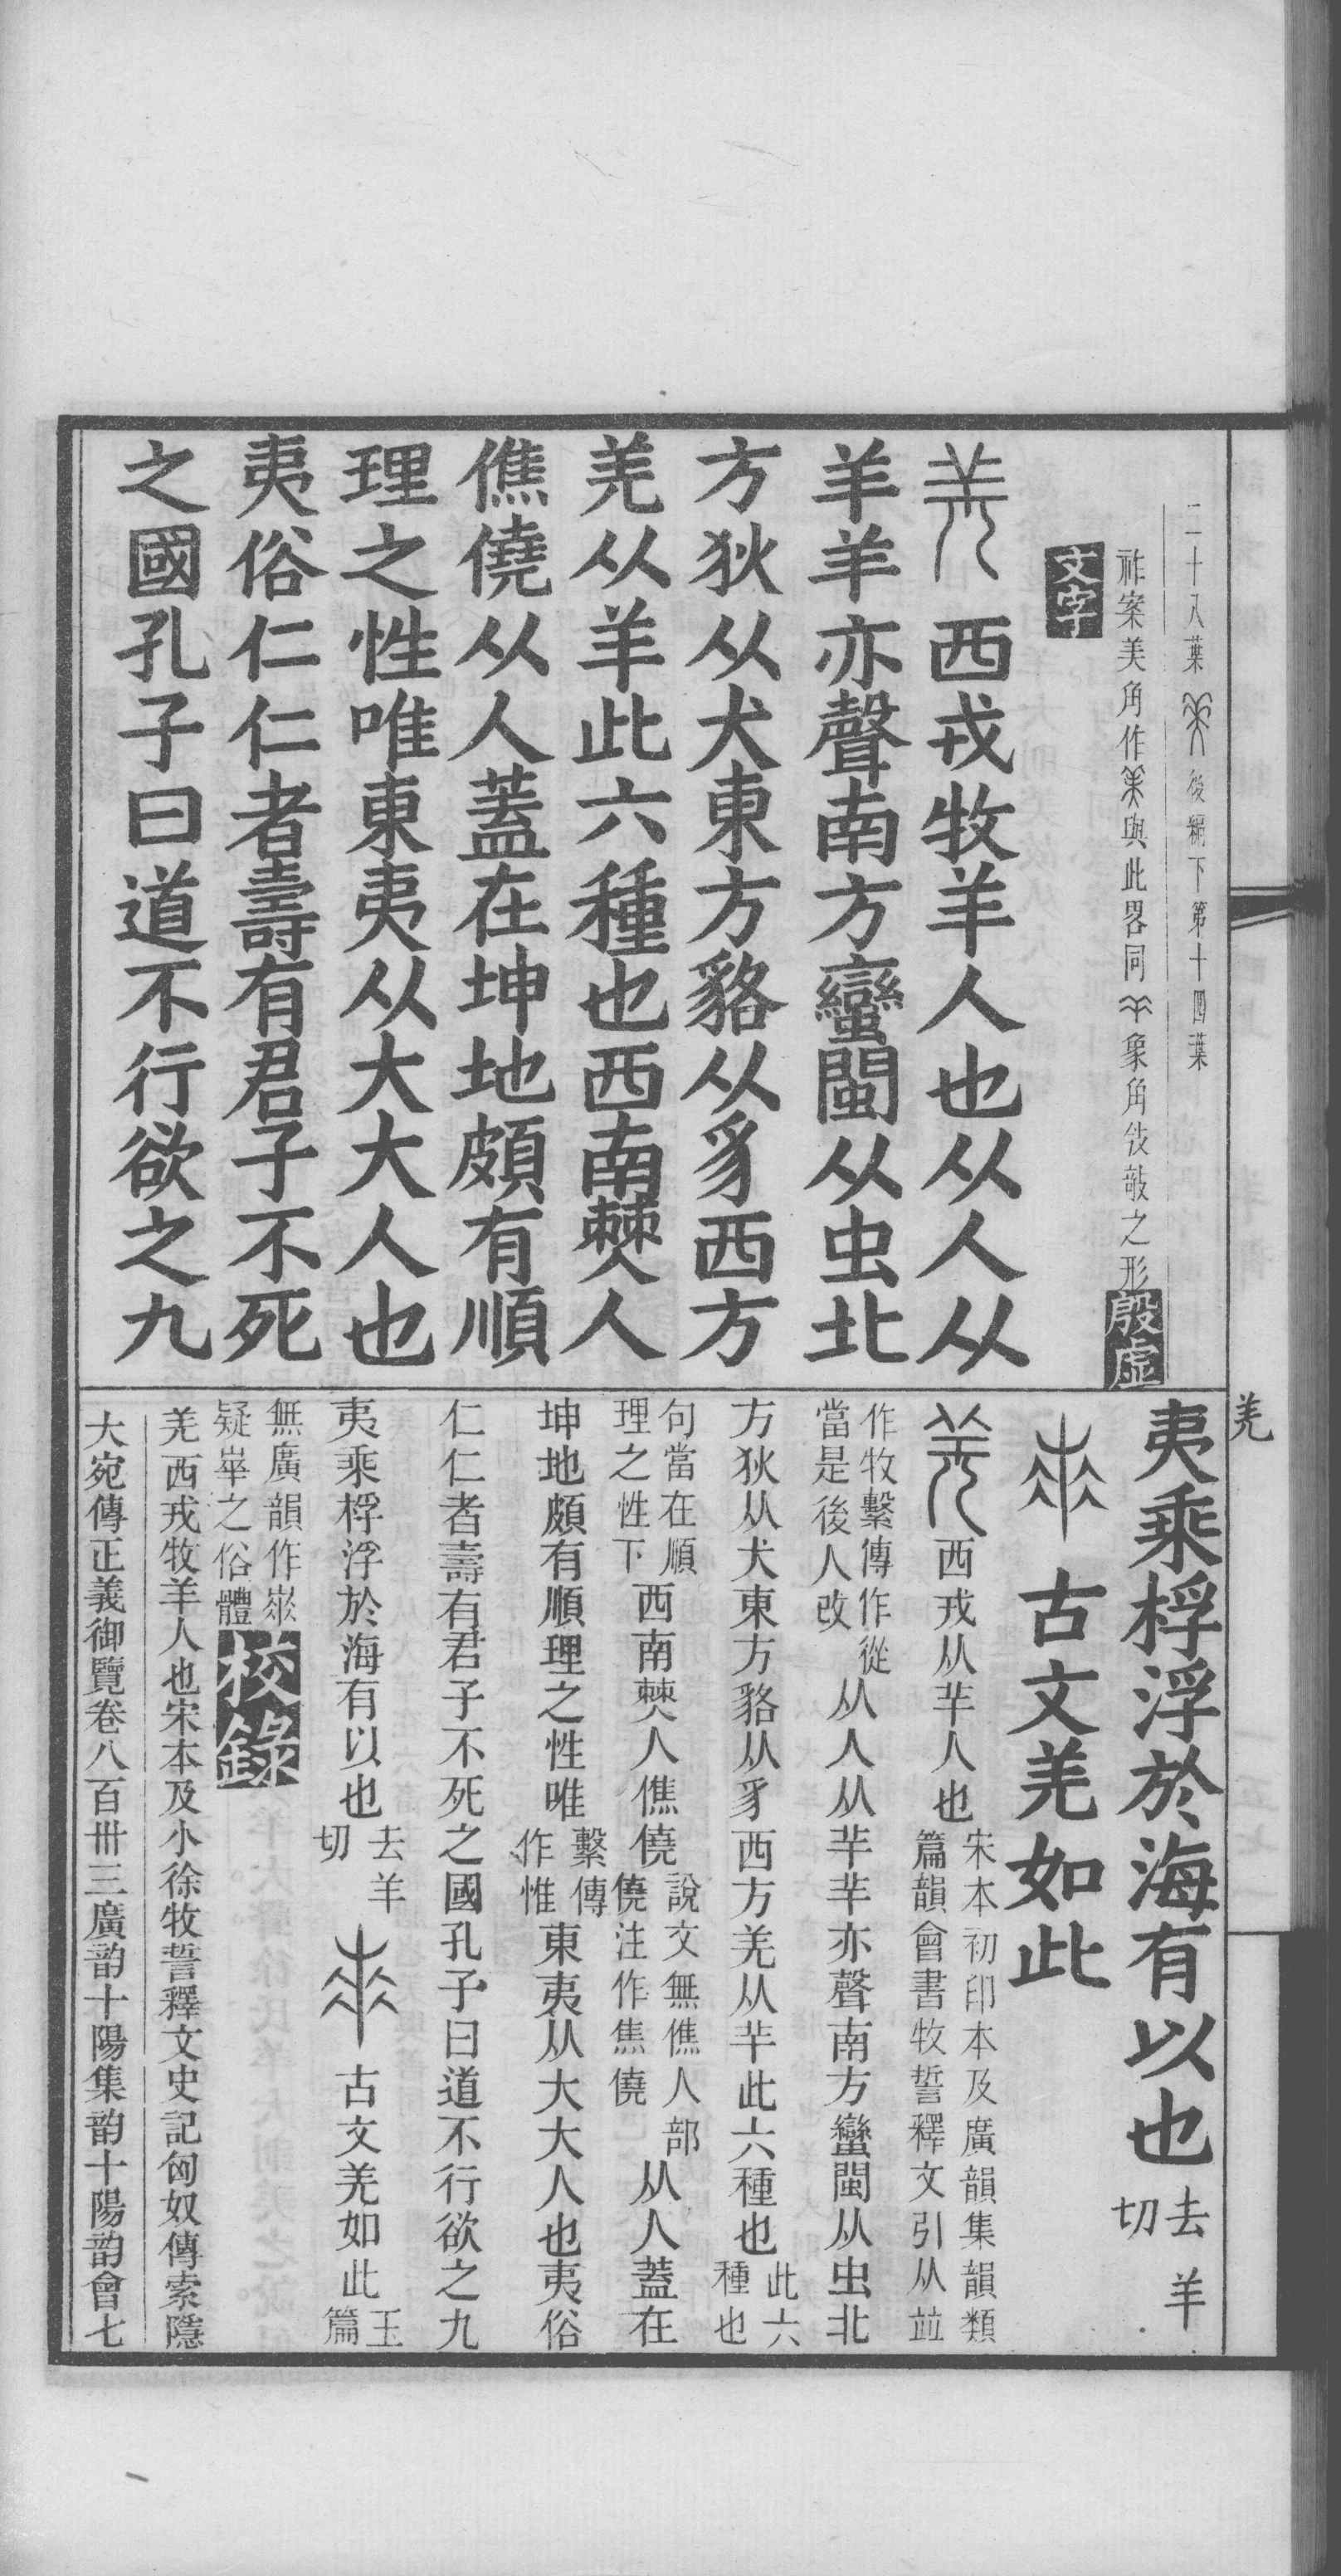 二十八葉後編下第十四葉
祚案美角作與此畧同象角敧之形殷虛
文字
西戎牧羊人也从人从
羊羊亦聲南方蠻閩从虫北
方狄从犬東方貉从豸西方
羌从羊此六種也西南僰人
僬僥从人蓋在坤地頗有順
理之性唯東夷从大大人也
夷俗仁仁者壽有君子不死
之國孔子曰道不行欲之九
羌
夷乘桴浮於海有以也去羊
切
古文羌如此
西戎从羋人也宋本初印本及廣韻集韻類
篇韻會書牧誓釋文引从並
作牧繫傳作從
當是後人改从人从羋羋亦聲南方蠻閩从虫北
方狄从犬東方貉从豸西方羌从羋此六種也此六
種也
句當在順
理之性下西南僰人僬僥說文無僬人部
僥注作焦僥从人蓋在
坤地頗有順理之性唯繫傳
作惟東夷从大大人也夷俗
仁仁者壽有君子不死之國孔子曰道不行欲之九
夷乘桴浮於海有以也去羊
切古文羌如此玉
篇
無廣韻作
疑之俗體校錄
羌西戎牧羊人也宋本及小徐牧誓釋文史記匈奴傳索隱
大宛傳正義御覽卷八百卅三廣韵十陽集韵十陽韵會七